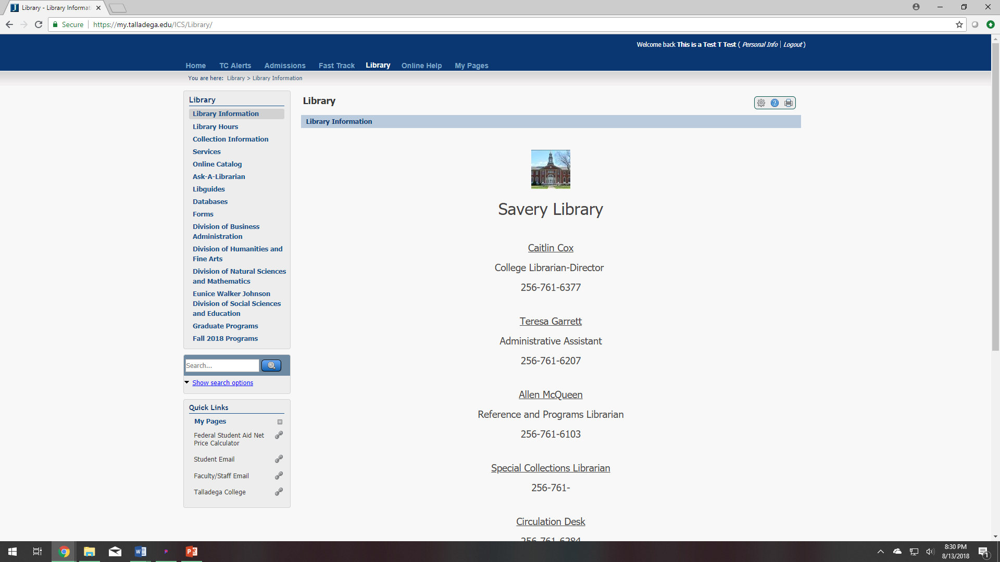 Library - Library Informat
Secure
https://my.talladega.edu/ICS/Library/
Welcome back This is a Test T Test ( Personal Info | Logout )
Home TC Alerts Admissions Fast Track Library Online Help My Pages
You are here: Library > Library Information
Library
Library Information
Library Hours
Collection Information
Services
Online Catalog
Ask-A-Librarian
Libguides
Databases
Forms
Division of Business
Administration
Division of Humanities and
Fine Arts
Division of Natural Sciences
and Mathematics
Eunice Walker Johnson
Division of Social Sciences
and Education
Graduate Programs
Fall 2018 Programs
Search...
Show search options
Quick Links
My Pages
Federal Student Aid Net
Price Calculator
Student Email
Faculty/Staff Email
Talladega College
Library
Library Information
Savery Library
Caitlin Cox
College Librarian-Director
256-761-6377
Teresa Garrett
Administrative Assistant
256-761-6207
Allen McQueen
Reference and Programs Librarian
256-761-6103
Special Collections Librarian
256-761-
Circulation Desk
256-761-6284
8:30 PM
8/13/2018
1